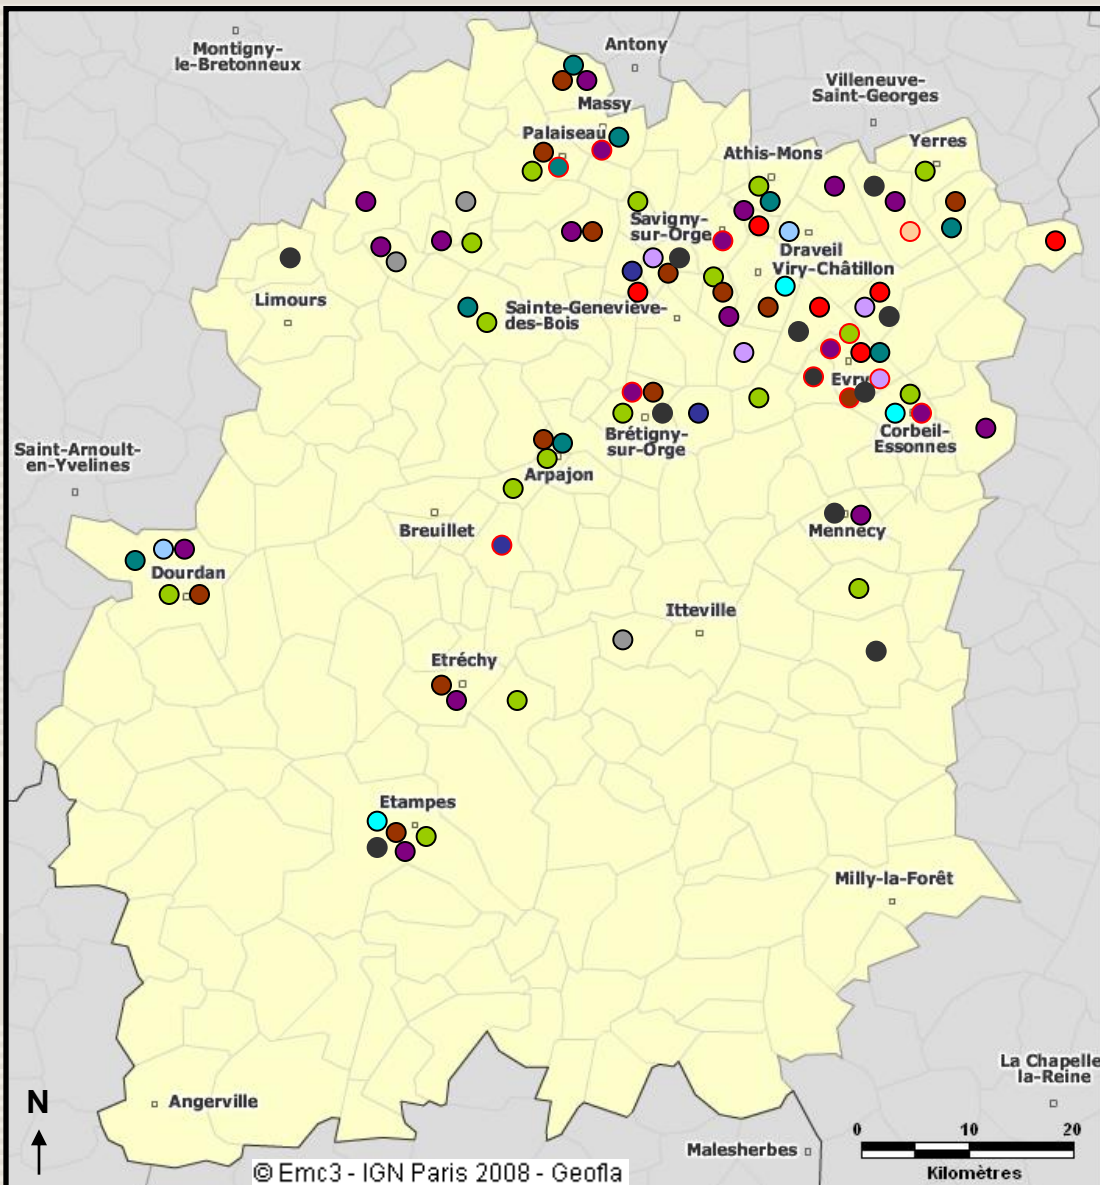 Montigny-
le-Bretonneux
Antony
Villeneuve-
Saint-Georges
Massy
Palaiseau
Athis-Mons
Yerres
Savigny-
sur-Orge
Draveil
Viry-Châtillon
Limours
Sainte-Geneviève-
des-Bois
Evry
Brétigny-
sur-Orge
Corbeil-
Essonnes
Saint-Arnoult-
en-Yvelines
Arpajon
Breuillet
Mennecy
Dourdan
Itteville
Etréchy
Etampes
Milly-la-Forêt
La Chapelle
la-Reine
Angerville
N
Malesherbes
0 10 20
Kilomètres
© Emc3 - IGN Paris 2008 - Geofla